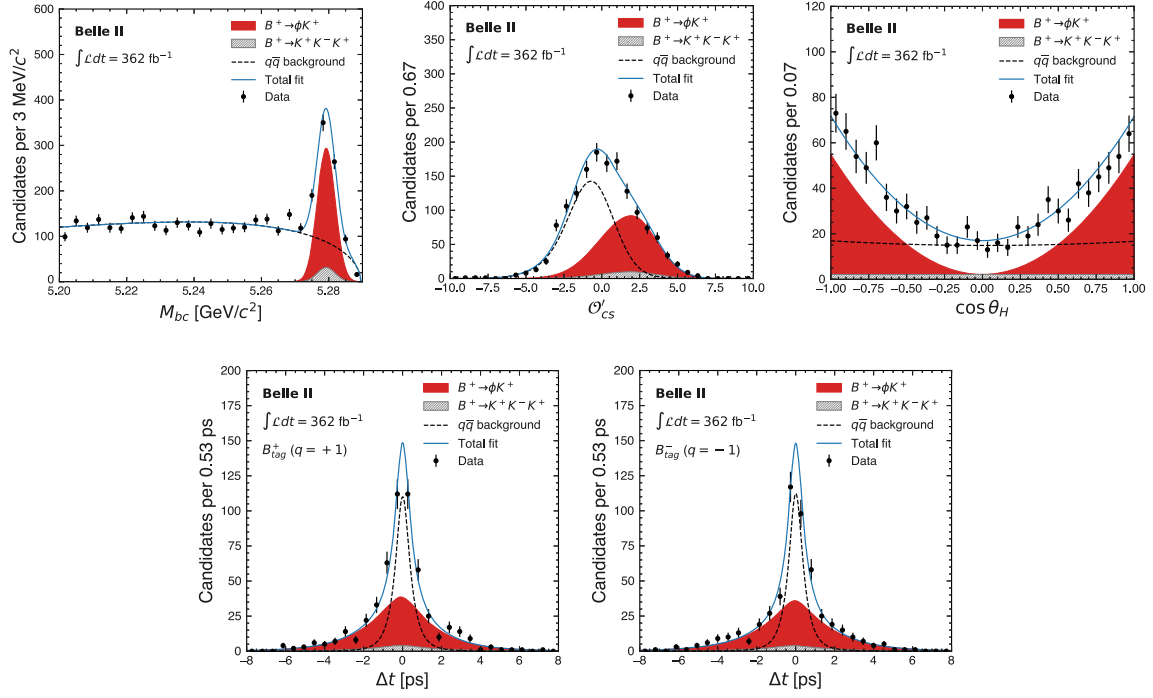 Belle II
∫ℒdt = 362 fb⁻¹
B⁺→ϕK⁺
B⁺→K⁺K⁻K⁺
qq̅ background
Total fit
Data
Candidates per 3 MeV/c²
600
500
400
300
200
100
0
5.20
5.22
5.24
5.26
5.28
M_bc [GeV/c²]
Belle II
∫ℒdt = 362 fb⁻¹
B⁺→ϕK⁺
B⁺→K⁺K⁻K⁺
qq̅ background
Total fit
Data
Candidates per 0.67
400
350
300
250
200
150
100
50
0
−10.0
−7.5
−5.0
−2.5
0.0
2.5
5.0
7.5
10.0
𝒪′_cs
Belle II
∫ℒdt = 362 fb⁻¹
B⁺→ϕK⁺
B⁺→K⁺K⁻K⁺
qq̅ background
Total fit
Data
Candidates per 0.07
120
100
80
60
40
20
0
−1.00
−0.75
−0.50
−0.25
0.00
0.25
0.50
0.75
1.00
cos θ_H
Belle II
∫ℒdt = 362 fb⁻¹
B⁺_tag (q = +1)
B⁺→ϕK⁺
B⁺→K⁺K⁻K⁺
qq̅ background
Total fit
Data
Candidates per 0.53 ps
200
175
150
125
100
75
50
25
0
−8
−6
−4
−2
0
2
4
6
8
Δt [ps]
Belle II
∫ℒdt = 362 fb⁻¹
B⁻_tag (q = −1)
B⁺→ϕK⁺
B⁺→K⁺K⁻K⁺
qq̅ background
Total fit
Data
Candidates per 0.53 ps
200
175
150
125
100
75
50
25
0
−8
−6
−4
−2
0
2
4
6
8
Δt [ps]